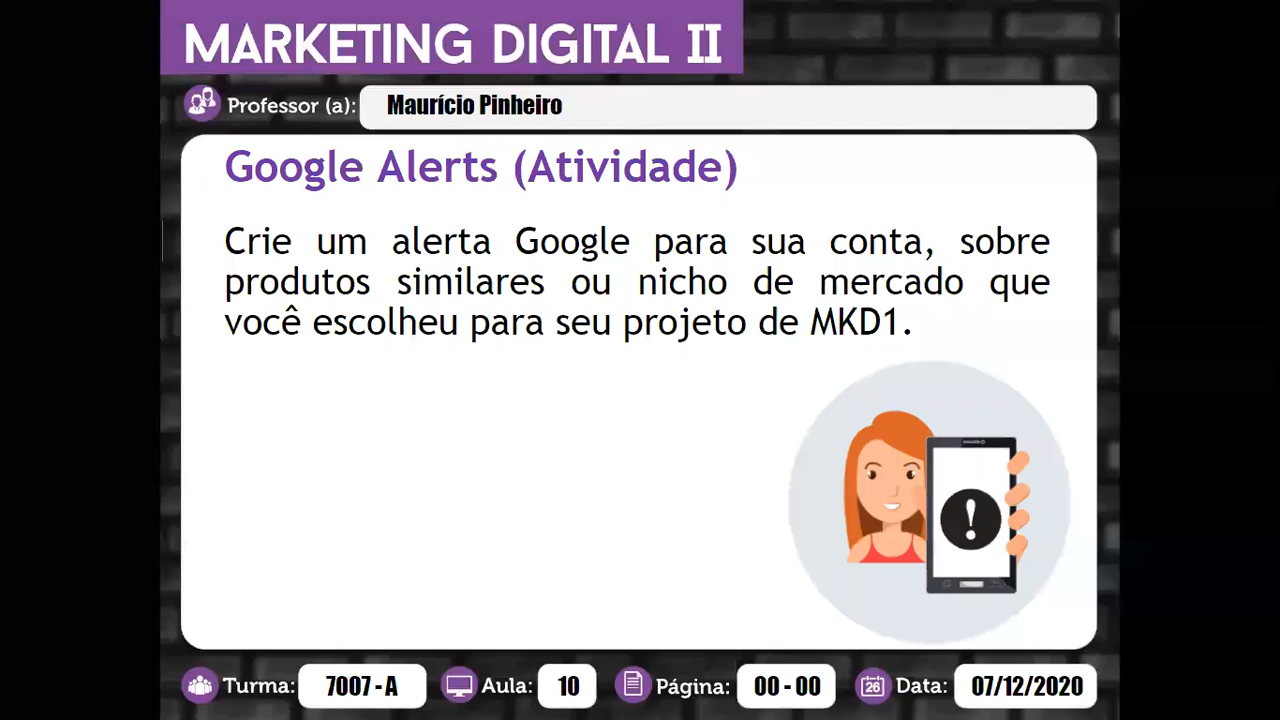 MARKETING DIGITAL II
Professor (a): Maurício Pinheiro
Google Alerts (Atividade)
Crie um alerta Google para sua conta, sobre
produtos similares ou nicho de mercado que
você escolheu para seu projeto de MKD1.
!
Turma: 7007 - A Aula: 10 Página: 00 - 00 26 Data: 07/12/2020